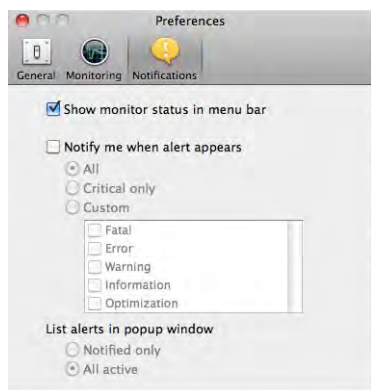 Preferences
General Monitoring Notifications
Show monitor status in menu bar
Notify me when alert appears
All
Critical only
Custom
Fatal
Error
Warning
Information
Optimization
List alerts in popup window
Notified only
All active